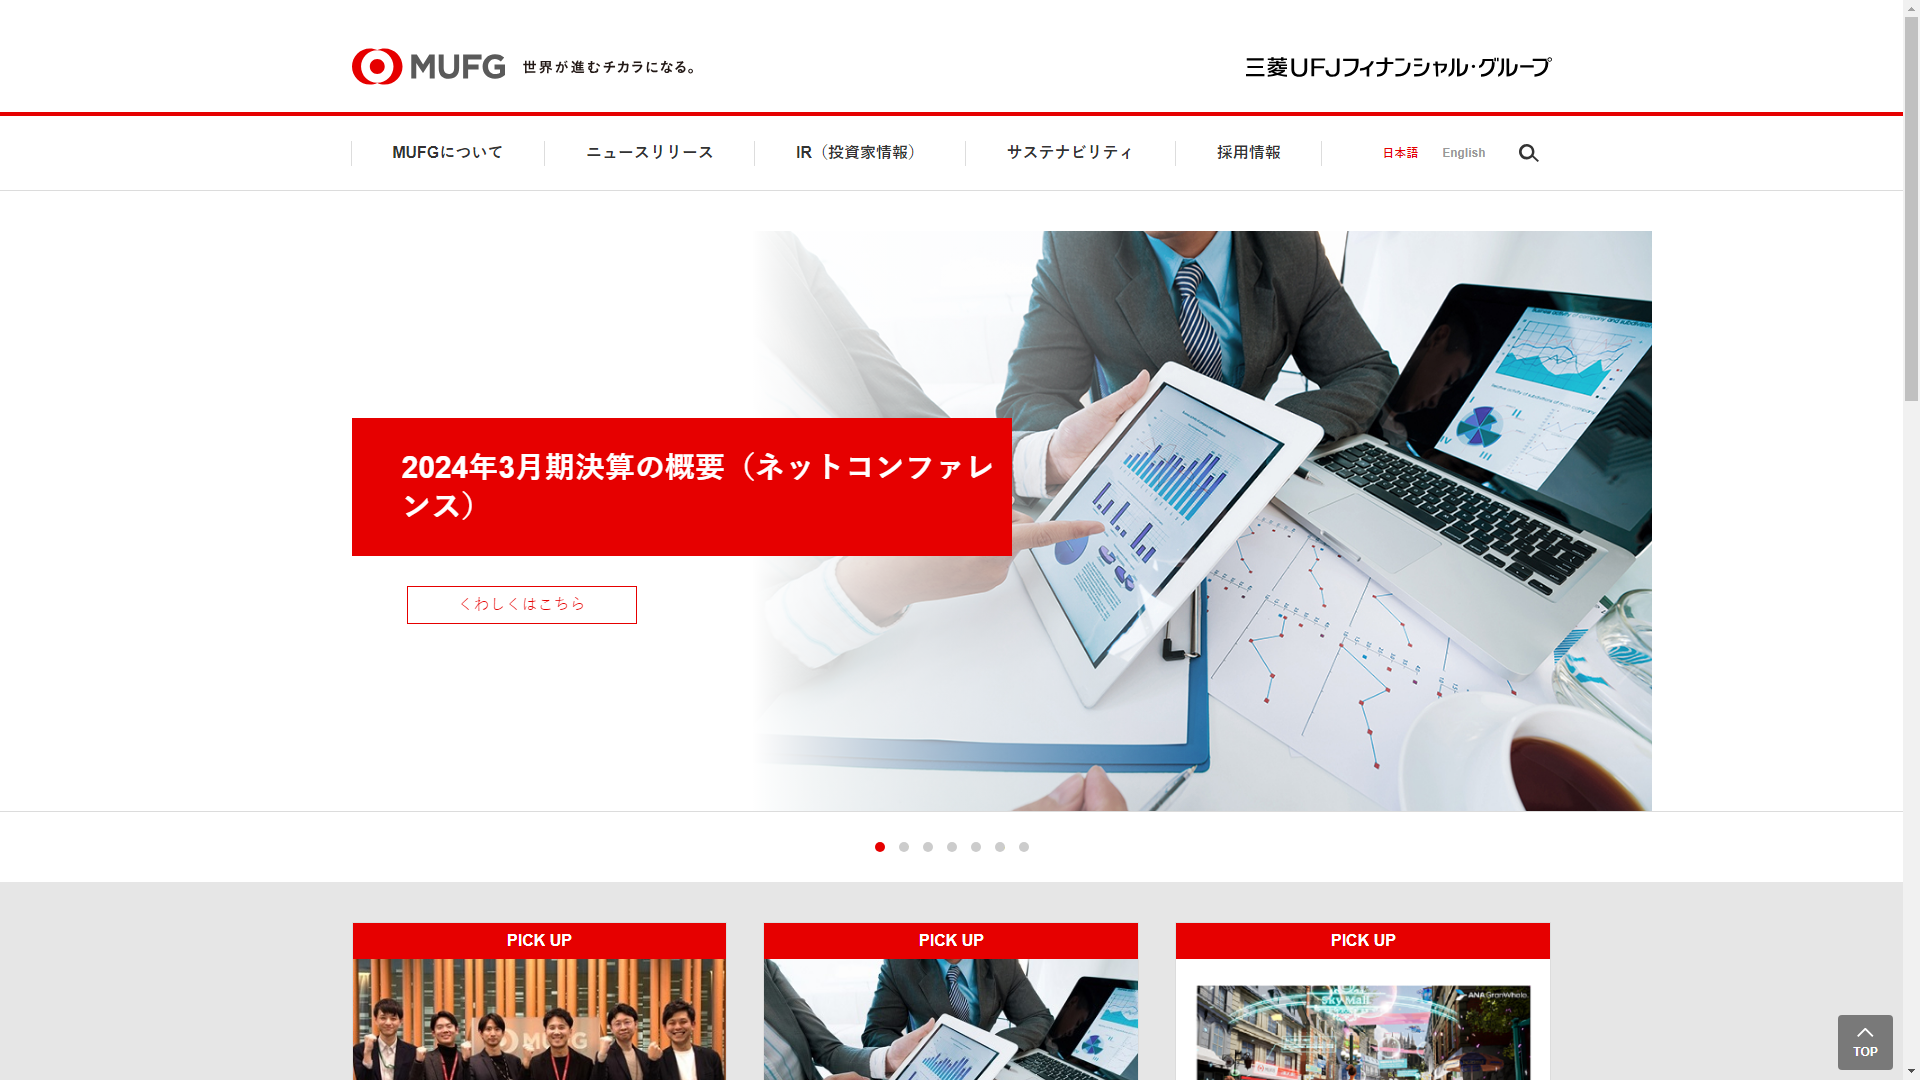 MUFG 世界が進むチカラになる。
三菱UFJフィナンシャル・グループ
MUFGについて
ニュースリリース
IR（投資家情報）
サステナビリティ
採用情報
日本語
English
2024年3月期決算の概要（ネットコンファレ
ンス）
くわしくはこちら
PICK UP
PICK UP
PICK UP
MUFG
Sky Mall
ANA GranWhale
TOP